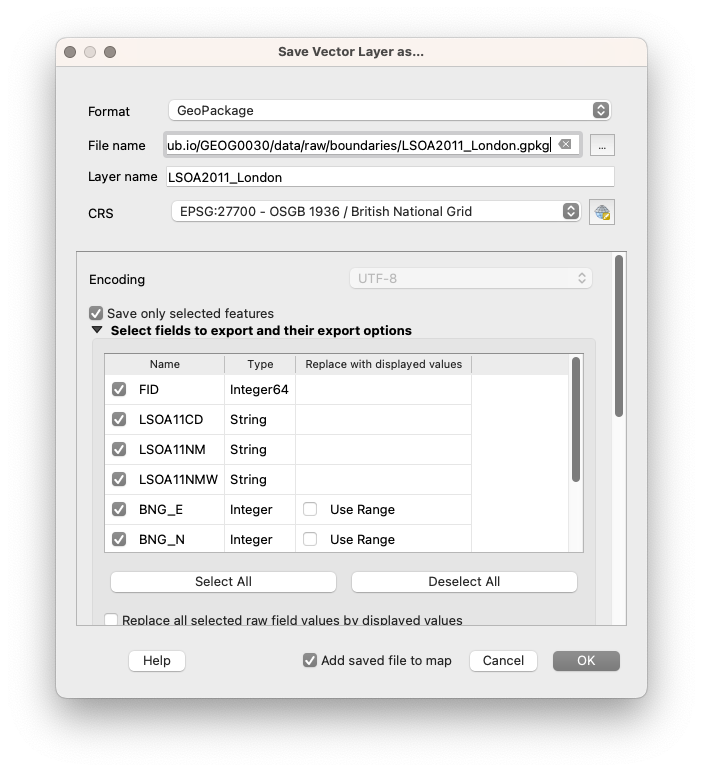 Save Vector Layer as...
Format GeoPackage
File name ub.io/GEOG0030/data/raw/boundaries/LSOA2011_London.gpkg ...
Layer name LSOA2011_London
CRS EPSG:27700 - OSGB 1936 / British National Grid
Encoding UTF-8
Save only selected features
Select fields to export and their export options
Name Type Replace with displayed values
FID Integer64
LSOA11CD String
LSOA11NM String
LSOA11NMW String
BNG_E Integer Use Range
BNG_N Integer Use Range
Select All Deselect All
Replace all selected raw field values by displayed values
Help Add saved file to map Cancel OK